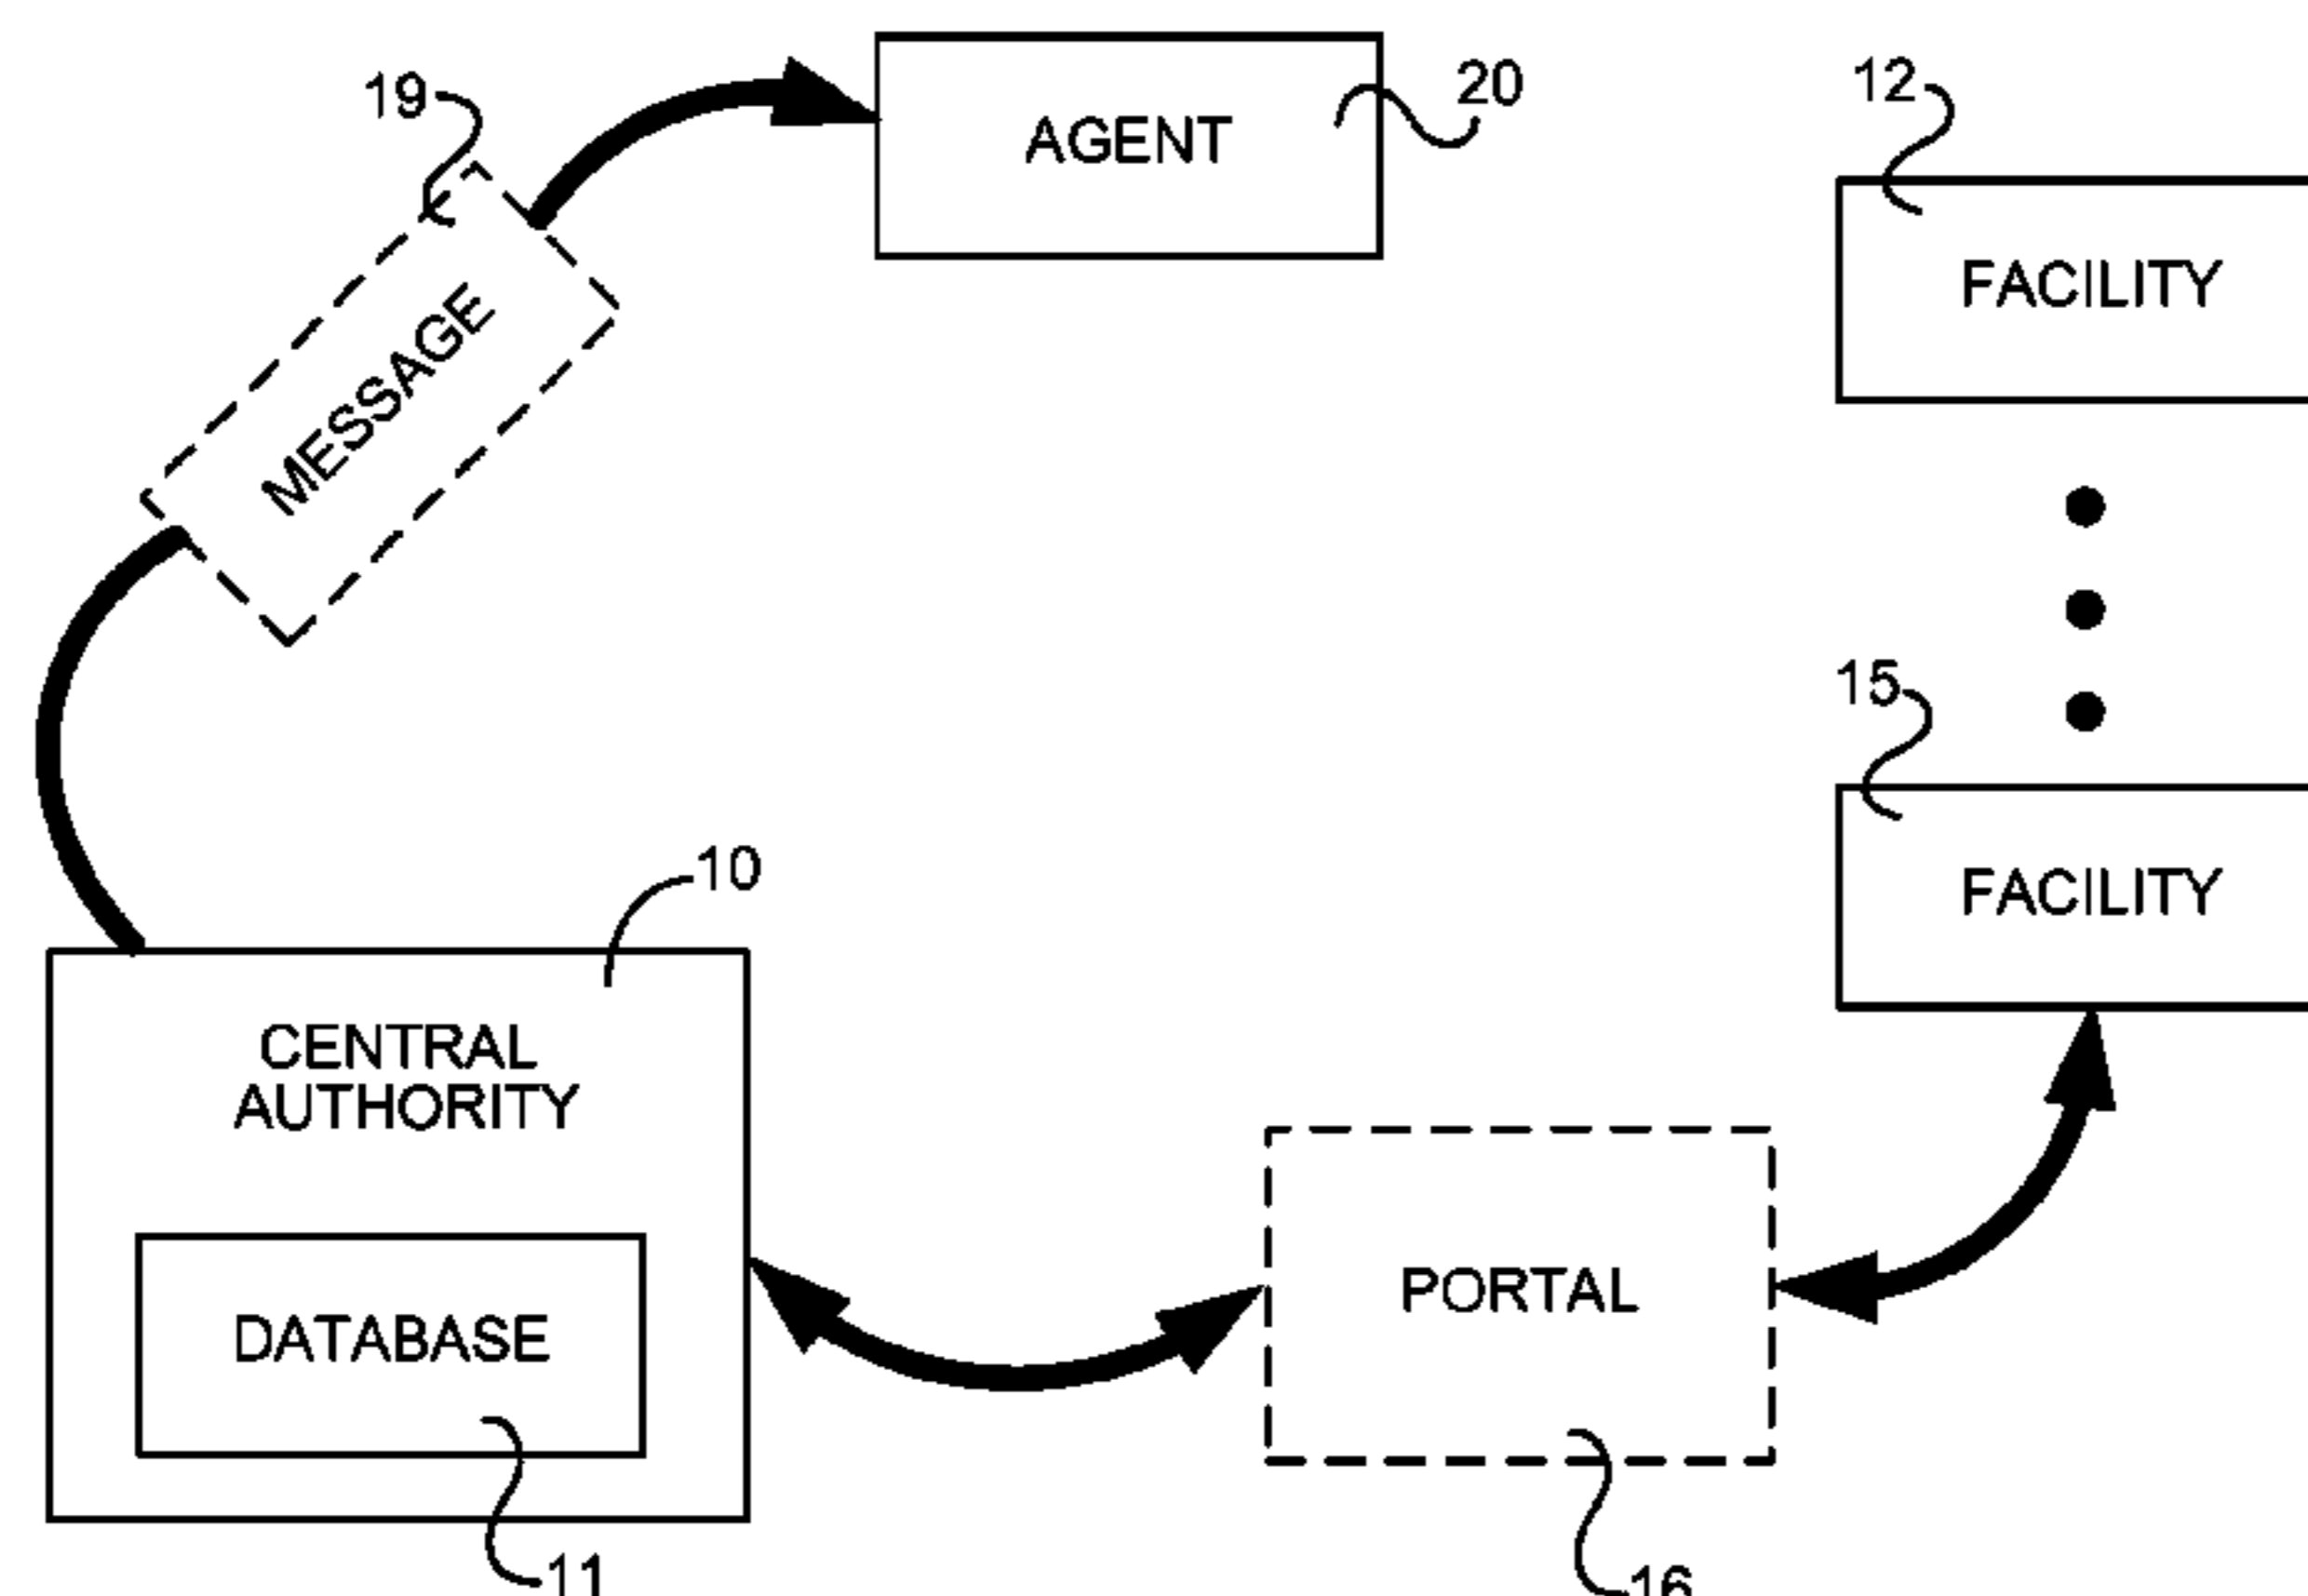 19
AGENT
20
12
FACILITY
MESSAGE
15
FACILITY
10
CENTRAL
AUTHORITY
DATABASE
PORTAL
11
16